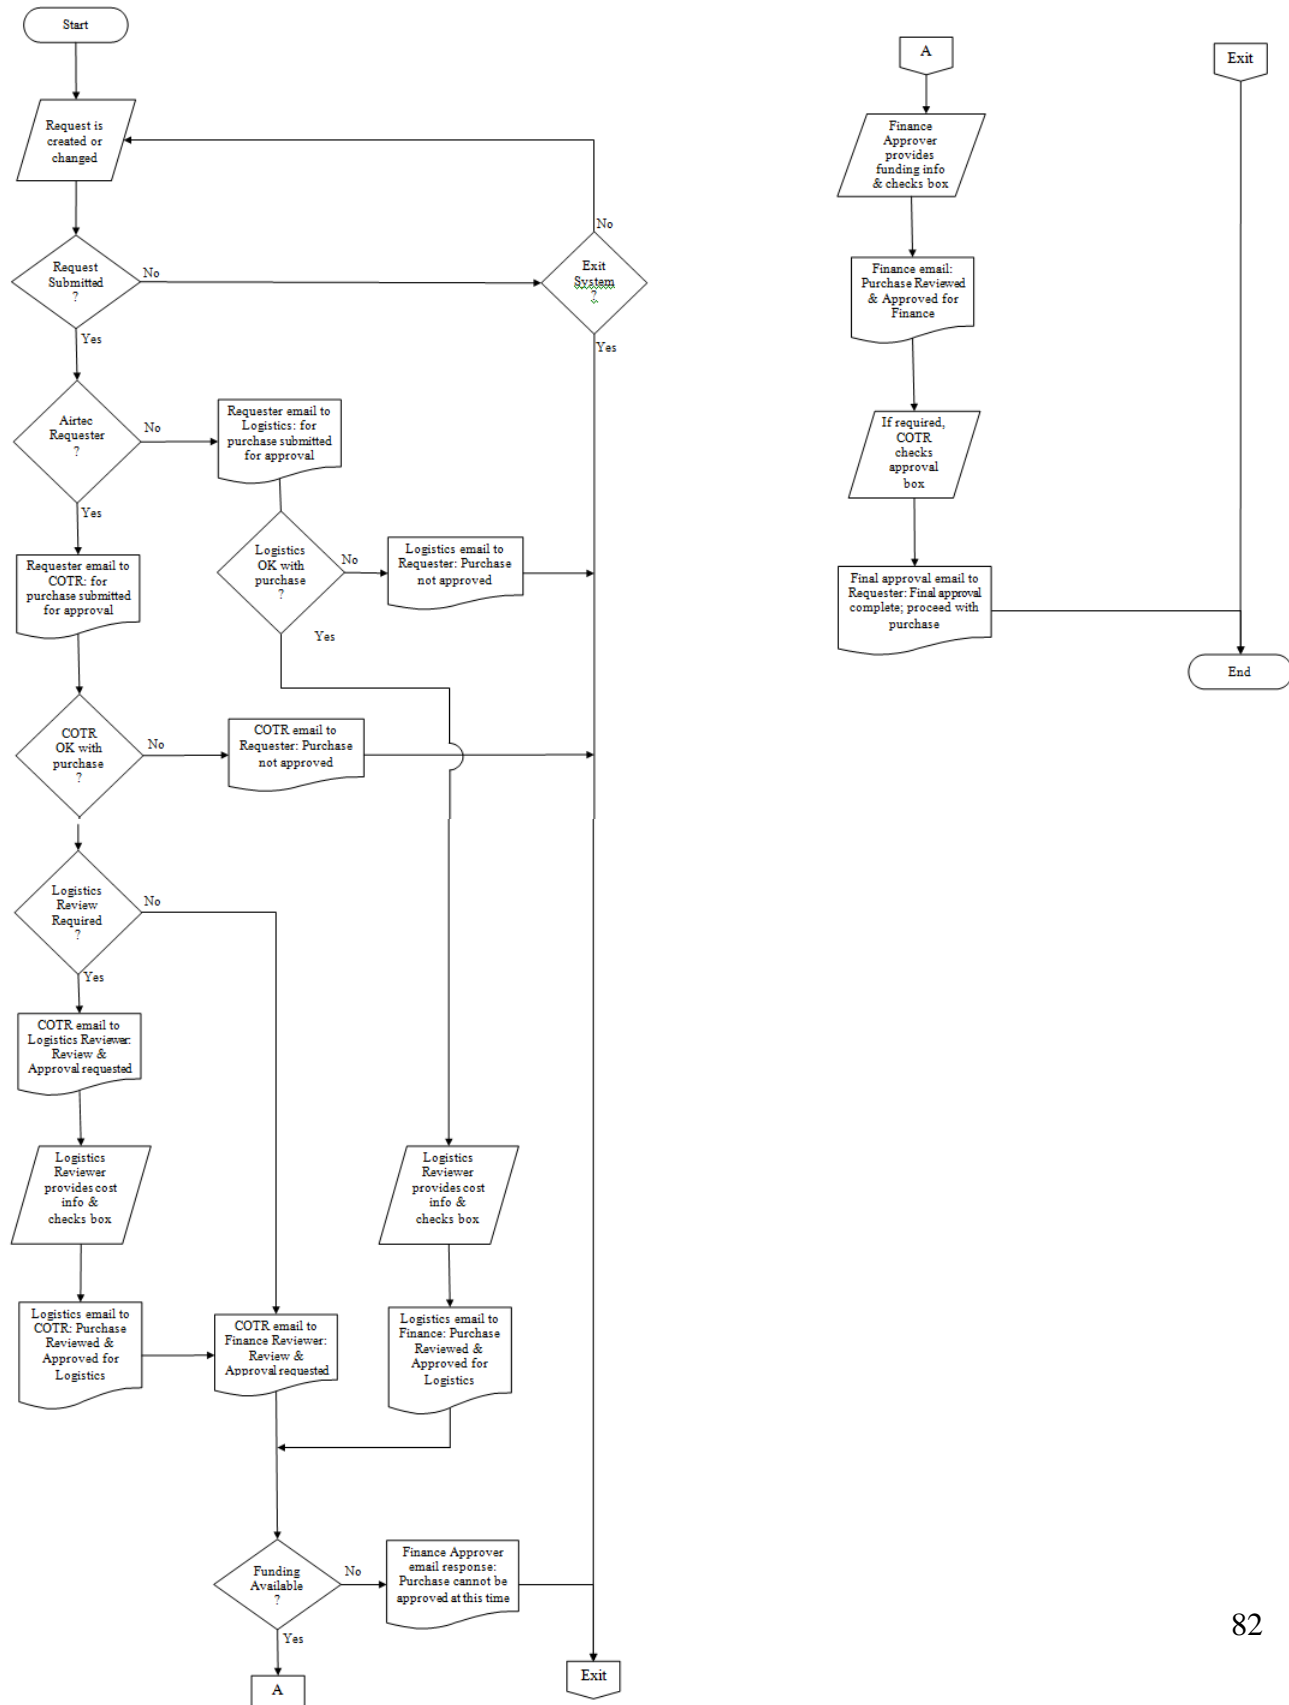 Start
Request is
created or
changed
Request
Submitted
?
No
Yes
No
Exit
System
?
Yes
Airtec
Requester
?
No
Yes
Requester email to
Logistics: for
purchase submitted
for approval
Logistics
OK with
purchase
?
No
Yes
Logistics email to
Requester: Purchase
not approved
Requester email to
COTR: for
purchase submitted
for approval
COTR
OK with
purchase
?
No
COTR email to
Requester: Purchase
not approved
Logistics
Review
Required
?
No
Yes
COTR email to
Logistics Reviewer:
Review &
Approval requested
Logistics
Reviewer
provides cost
info &
checks box
Logistics
Reviewer
provides cost
info &
checks box
Logistics email to
COTR: Purchase
Reviewed &
Approved for
Logistics
COTR email to
Finance Reviewer:
Review &
Approval requested
Logistics email to
Finance: Purchase
Reviewed &
Approved for
Logistics
Funding
Available
?
No
Yes
Finance Approver
email response:
Purchase cannot be
approved at this time
A
Exit
A
Exit
Finance
Approver
provides
funding info
& checks box
Finance email:
Purchase Reviewed
& Approved for
Finance
If required,
COTR
checks
approval
box
Final approval email to
Requester: Final approval
complete; proceed with
purchase
End
82